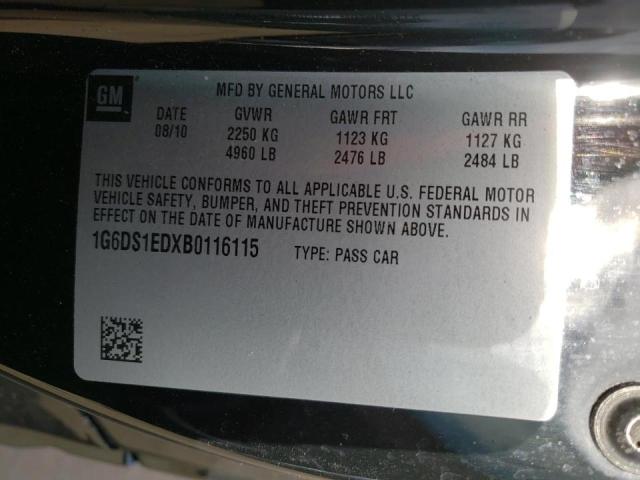 GM
MFD BY GENERAL MOTORS LLC
DATE GVWR GAWR FRT GAWR RR
08/10 2250 KG 1123 KG 1127 KG
4960 LB 2476 LB 2484 LB
THIS VEHICLE CONFORMS TO ALL APPLICABLE U.S. FEDERAL MOTOR
VEHICLE SAFETY, BUMPER, AND THEFT PREVENTION STANDARDS IN
EFFECT ON THE DATE OF MANUFACTURE SHOWN ABOVE.
1G6DS1EDXB0116115 TYPE: PASS CAR